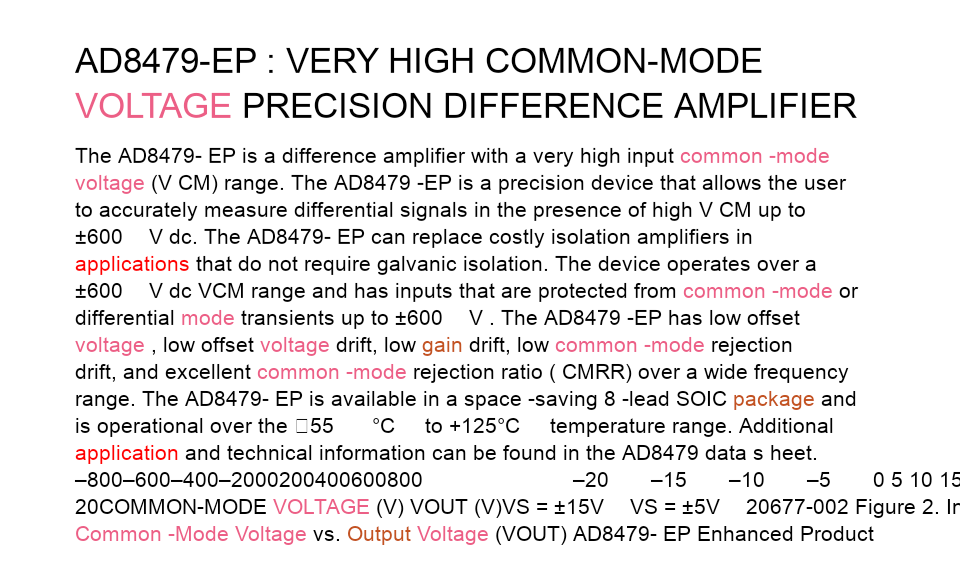 AD8479-EP : VERY HIGH COMMON-MODE
VOLTAGE PRECISION DIFFERENCE AMPLIFIER
The AD8479- EP is a difference amplifier with a very high input common -mode
voltage (V CM) range. The AD8479 -EP is a precision device that allows the user
to accurately measure differential signals in the presence of high V CM up to
±600 V dc. The AD8479- EP can replace costly isolation amplifiers in
applications that do not require galvanic isolation. The device operates over a
±600 V dc VCM range and has inputs that are protected from common -mode or
differential mode transients up to ±600 V . The AD8479 -EP has low offset
voltage , low offset voltage drift, low gain drift, low common -mode rejection
drift, and excellent common -mode rejection ratio ( CMRR) over a wide frequency
range. The AD8479- EP is available in a space -saving 8 -lead SOIC package and
is operational over the □55 °C to +125°C temperature range. Additional
application and technical information can be found in the AD8479 data s heet.
–800–600–400–2000200400600800 –20 –15 –10 –5 0 5 10 15
20COMMON-MODE VOLTAGE (V) VOUT (V)VS = ±15V VS = ±5V 20677-002 Figure 2. In
Common -Mode Voltage vs. Output Voltage (VOUT) AD8479- EP Enhanced Product